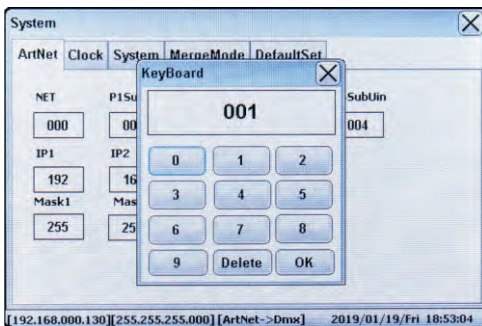 System
ArtNet Clock System MergeMode DefaultSet
KeyBoard
001
NET P1Su SubUin
000 00 004
IP1 IP2
192 16
Mask1 Mas
255 25
0 1 2
3 4 5
6 7 8
9 Delete OK
[192.168.000.130][255.255.255.000][ArtNet->Dmx] 2019/01/19/Fri 18:53:04